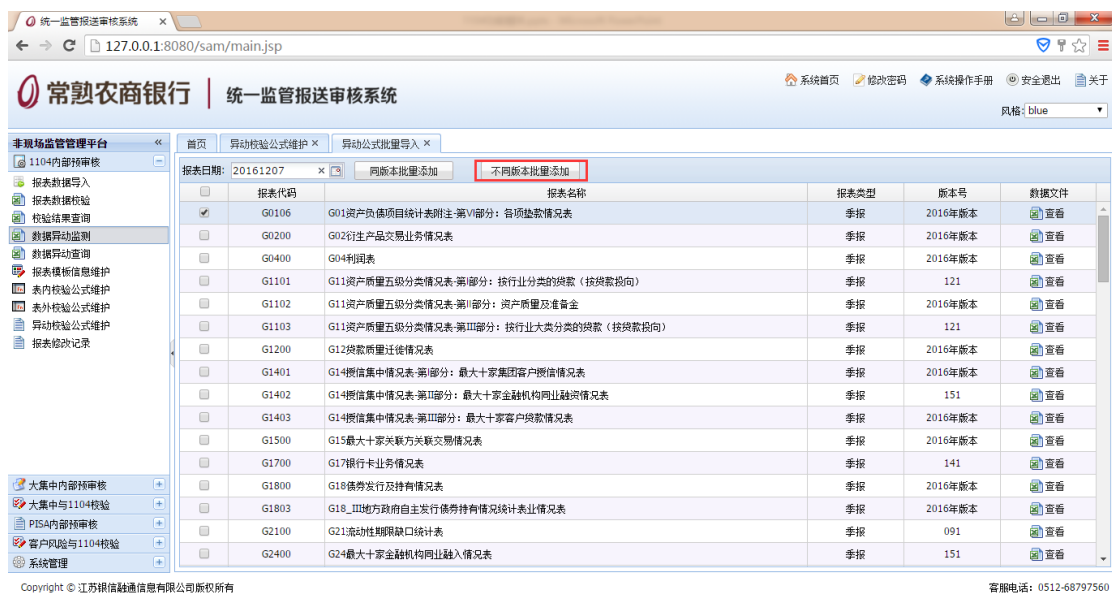 统一监管报送审核系统
127.0.0.1:8080/sam/main.jsp
常熟农商银行 统一监管报送审核系统
系统首页 修改密码 系统操作手册 安全退出 关于
风格: blue
非现场监管管理平台
1104内部预审核
报表数据导入
报表数据校验
校验结果查询
数据异动监测
数据异动查询
报表模板信息维护
表内校验公式维护
表外校验公式维护
异动校验公式维护
报表修改记录
大集中内部预审核
大集中与1104校验
PISA内部预审核
客户风险与1104校验
系统管理
首页 异动校验公式维护 异动公式批量导入
报表日期: 20161207 同版本批量添加 不同版本批量添加
报表代码 报表名称 报表类型 版本号 数据文件
G0106 G01资产负债项目统计表附注-第VI部分：各项垫款情况表 季报 2016年版本 查看
G0200 G02衍生产品交易业务情况表 季报 2016年版本 查看
G0400 G04利润表 季报 2016年版本 查看
G1101 G11资产质量五级分类情况表-第I部分：按行业分类的贷款（按贷款投向） 季报 121 查看
G1102 G11资产质量五级分类情况表-第II部分：资产质量及准备金 季报 2016年版本 查看
G1103 G11资产质量五级分类情况表-第III部分：按行业大类分类的贷款（按贷款投向） 季报 121 查看
G1200 G12贷款质量迁徙情况表 季报 2016年版本 查看
G1401 G14授信集中情况表-第I部分：最大十家集团客户授信情况表 季报 2016年版本 查看
G1402 G14授信集中情况表-第II部分：最大十家金融机构同业融资情况表 季报 151 查看
G1403 G14授信集中情况表-第III部分：最大十家客户贷款情况表 季报 2016年版本 查看
G1500 G15最大十家关联方关联交易情况表 季报 2016年版本 查看
G1700 G17银行卡业务情况表 季报 141 查看
G1800 G18债券发行及持有情况表 季报 2016年版本 查看
G1803 G18_III地方政府自主发行债券持有情况统计表业情况表 季报 2016年版本 查看
G2100 G21流动性期限缺口统计表 季报 091 查看
G2400 G24最大十家金融机构同业融入情况表 季报 151 查看
Copyright © 江苏银信融通信息有限公司版权所有 客服电话：0512-68797560